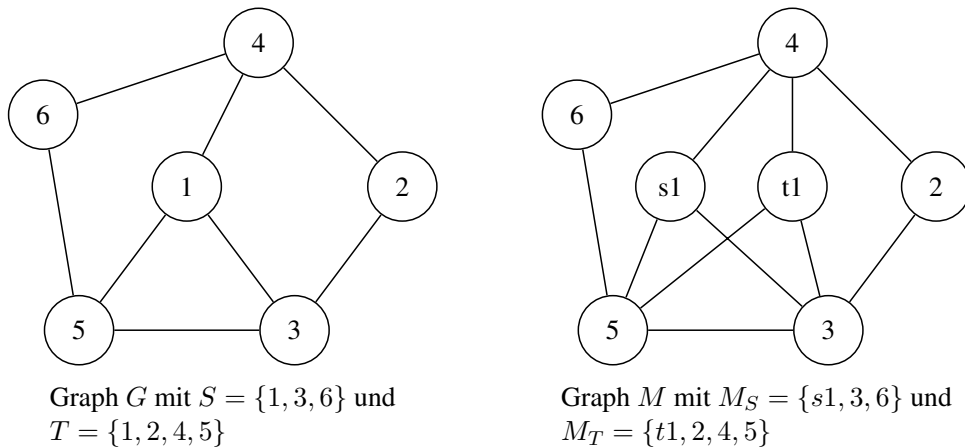 4
4
6
6
1
s1
t1
2
2
5
3
5
3
Graph G mit S = {1, 3, 6} und
T = {1, 2, 4, 5}
Graph M mit M_S = {s1, 3, 6} und
M_T = {t1, 2, 4, 5}